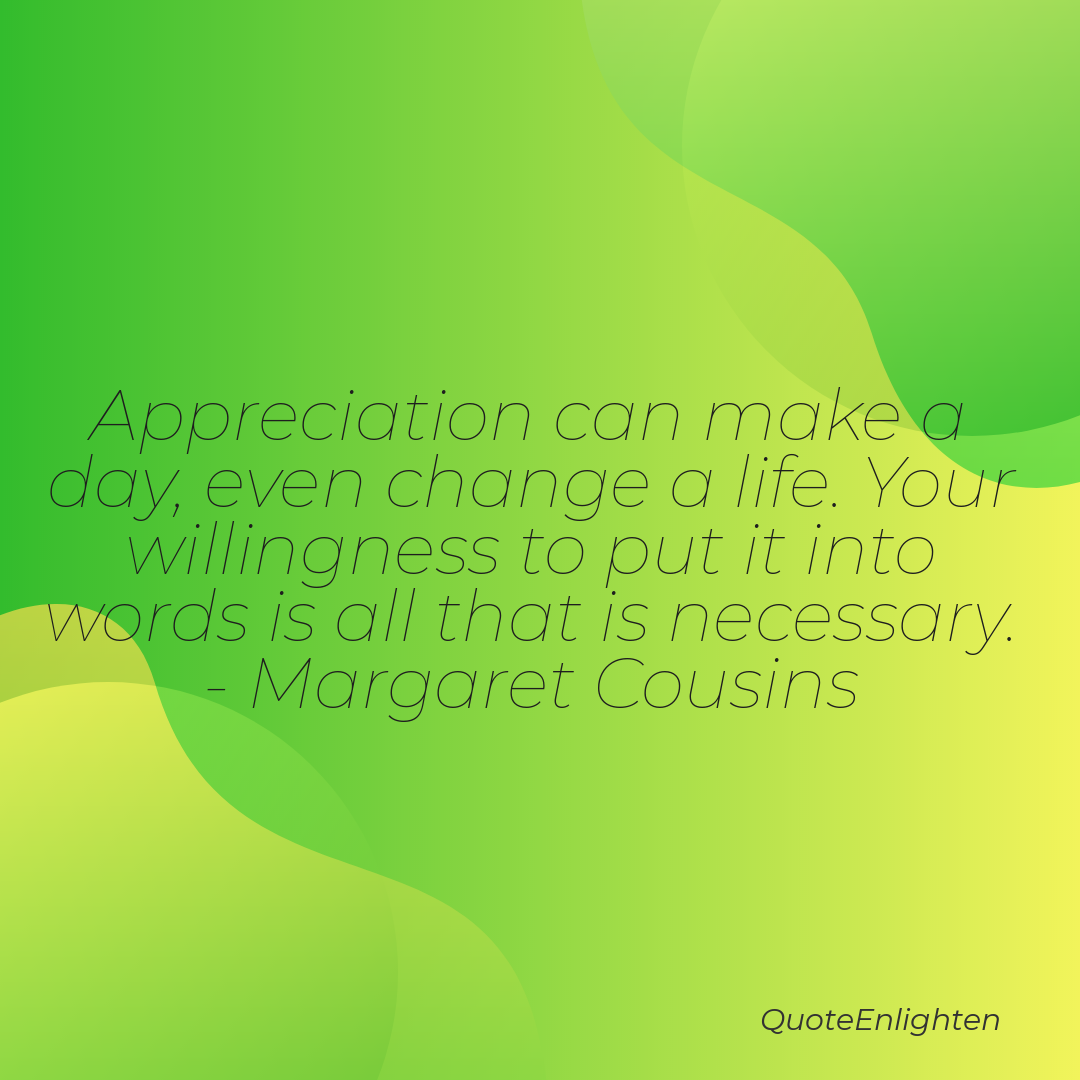 Appreciation can make a
day, even change a life. Your
willingness to put it into
words is all that is necessary.
- Margaret Cousins
QuoteEnlighten